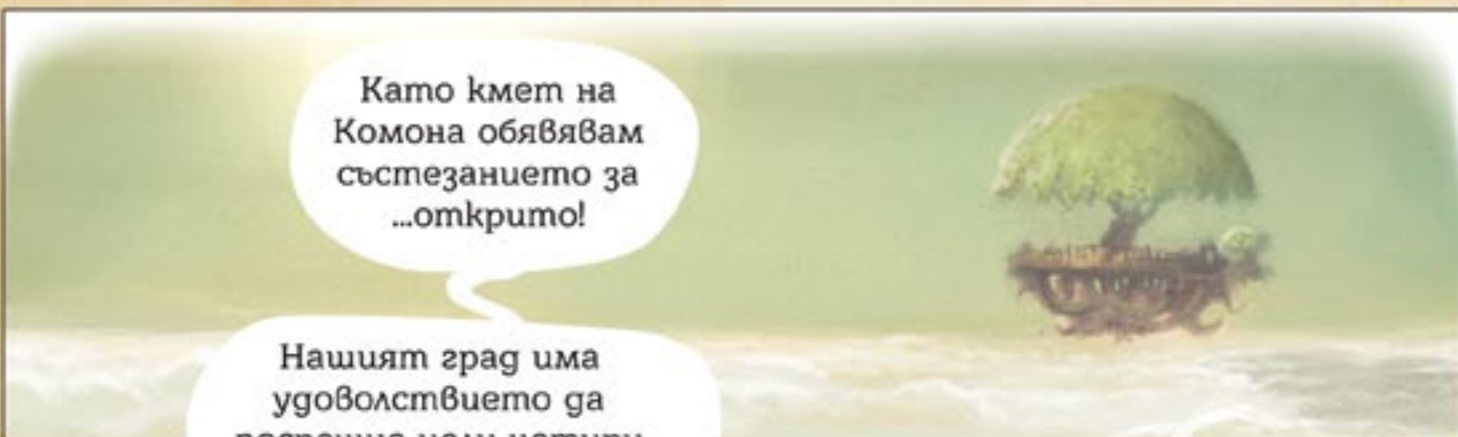 Като кмет на
Комона обявявам
състезанието за
...открито!
Нашият град има
удоволствието да